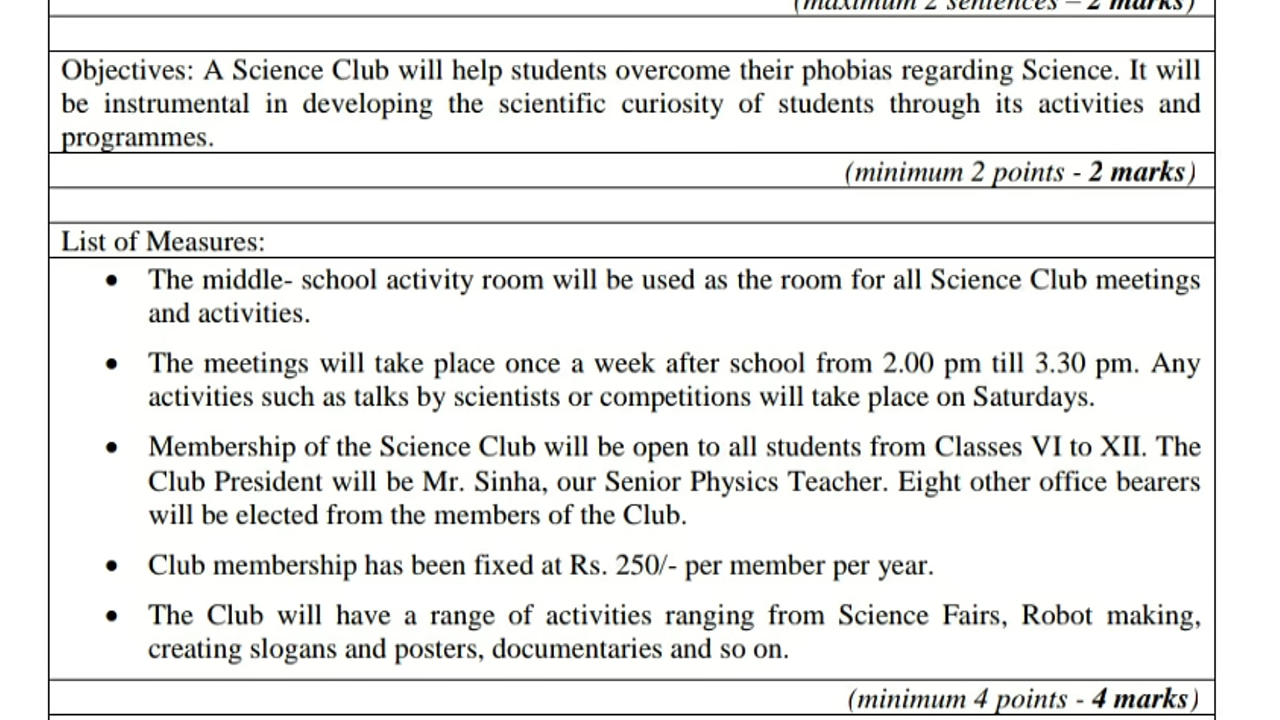 (maximum 2 sentences – 2 marks)
Objectives: A Science Club will help students overcome their phobias regarding Science. It will
be instrumental in developing the scientific curiosity of students through its activities and
programmes.
(minimum 2 points - 2 marks)
List of Measures:
• The middle- school activity room will be used as the room for all Science Club meetings
and activities.
• The meetings will take place once a week after school from 2.00 pm till 3.30 pm. Any
activities such as talks by scientists or competitions will take place on Saturdays.
• Membership of the Science Club will be open to all students from Classes VI to XII. The
Club President will be Mr. Sinha, our Senior Physics Teacher. Eight other office bearers
will be elected from the members of the Club.
• Club membership has been fixed at Rs. 250/- per member per year.
• The Club will have a range of activities ranging from Science Fairs, Robot making,
creating slogans and posters, documentaries and so on.
(minimum 4 points - 4 marks)